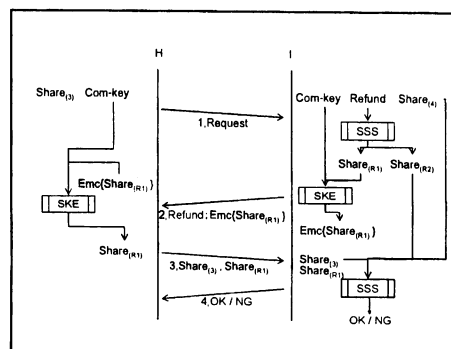 H I
Share(3) Com-key
Com-key Refund Share(4)
1,Request
SSS
Share(R1) Share(R2)
Emc{Share(R1)}
SKE
SKE
2,Refund;Emc{Share(R1)}
Emc{Share(R1)}
Share(R1)
3,Share(3), Share(R1)
Share(3)
Share(R1)
SSS
4,OK / NG
OK / NG